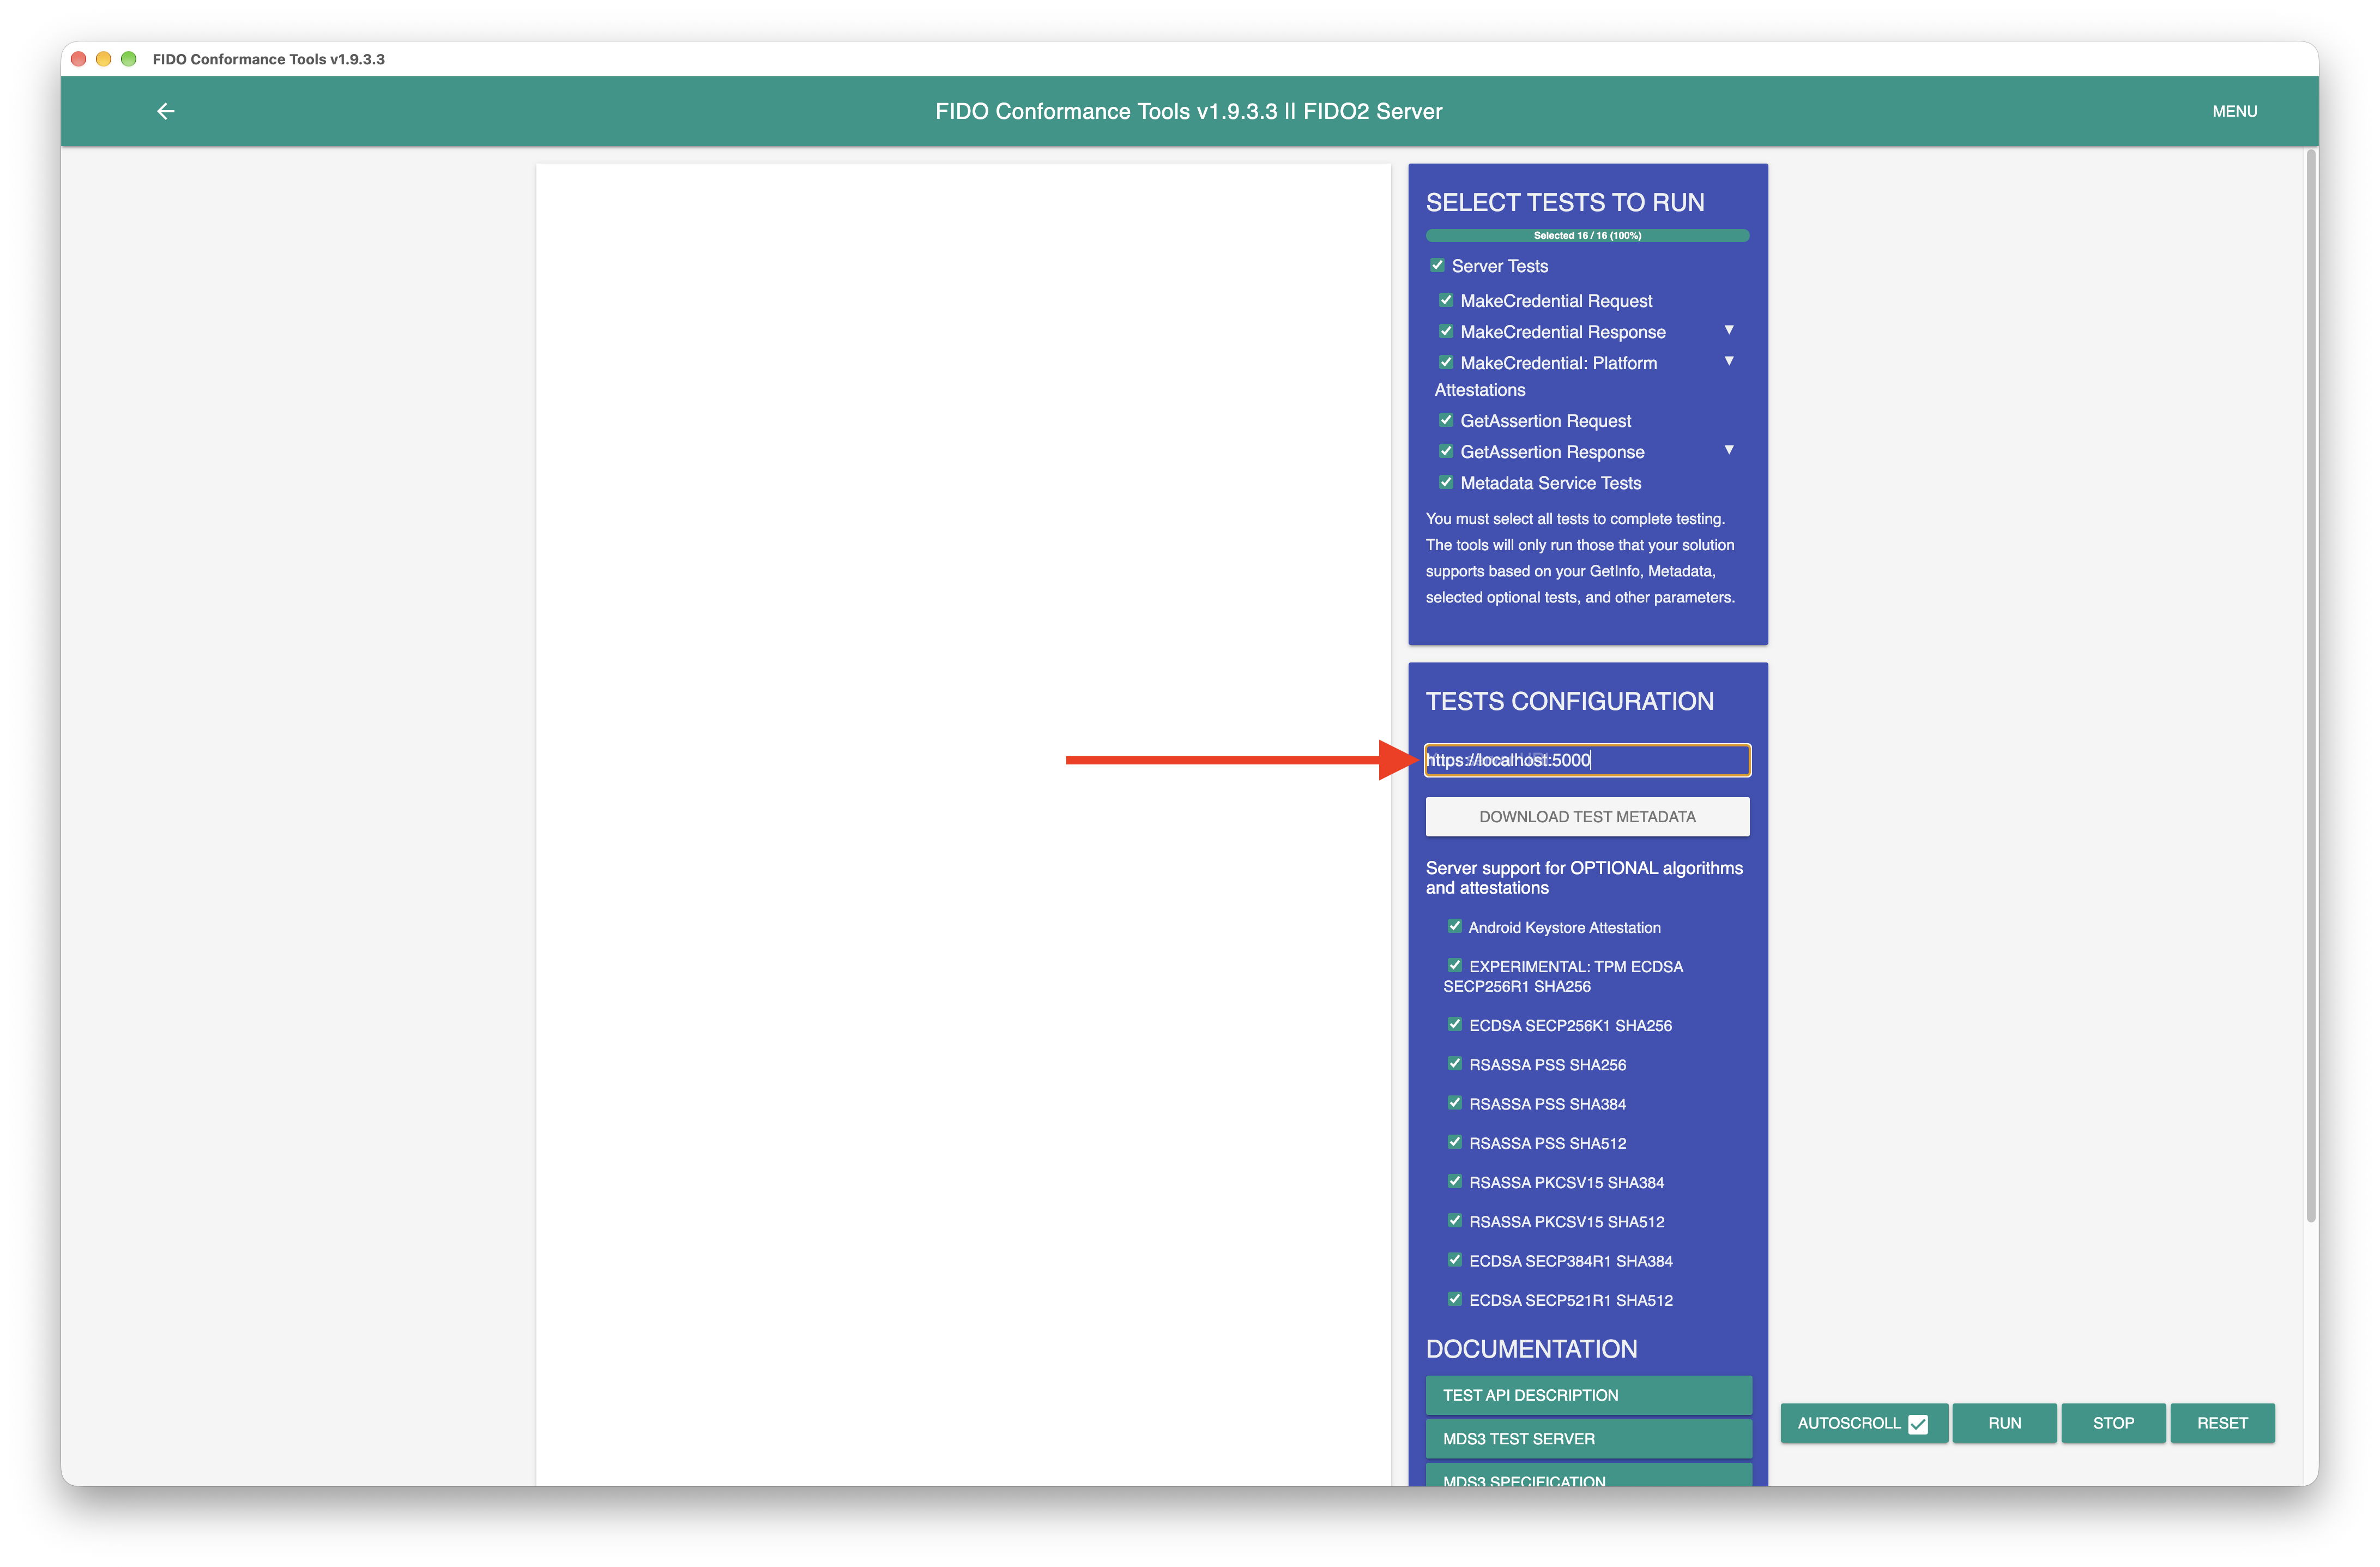 FIDO Conformance Tools v1.9.3.3
FIDO Conformance Tools v1.9.3.3 || FIDO2 Server
MENU
SELECT TESTS TO RUN
Selected 16 / 16 (100%)
Server Tests
MakeCredential Request
MakeCredential Response
MakeCredential: Platform
Attestations
GetAssertion Request
GetAssertion Response
Metadata Service Tests
You must select all tests to complete testing.
The tools will only run those that your solution
supports based on your GetInfo, Metadata,
selected optional tests, and other parameters.
TESTS CONFIGURATION
https://localhost:5000
DOWNLOAD TEST METADATA
Server support for OPTIONAL algorithms
and attestations
Android Keystore Attestation
EXPERIMENTAL: TPM ECDSA
SECP256R1 SHA256
ECDSA SECP256K1 SHA256
RSASSA PSS SHA256
RSASSA PSS SHA384
RSASSA PSS SHA512
RSASSA PKCSV15 SHA384
RSASSA PKCSV15 SHA512
ECDSA SECP384R1 SHA384
ECDSA SECP521R1 SHA512
DOCUMENTATION
TEST API DESCRIPTION
MDS3 TEST SERVER
MDS3 SPECIFICATION
AUTOSCROLL
RUN
STOP
RESET